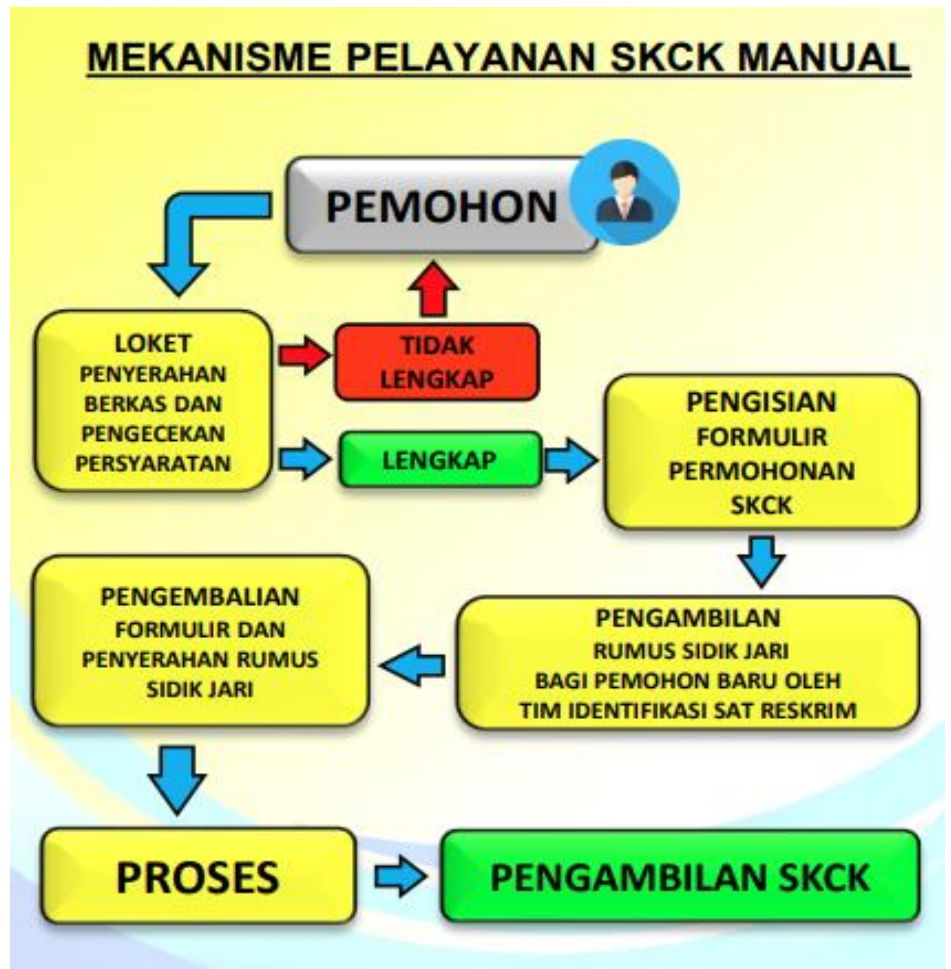 MEKANISME PELAYANAN SKCK MANUAL
PEMOHON
LOKET
PENYERAHAN
BERKAS DAN
PENGECEKAN
PERSYARATAN
TIDAK
LENGKAP
LENGKAP
PENGISIAN
FORMULIR
PERMOHONAN
SKCK
PENGAMBILAN
RUMUS SIDIK JARI
BAGI PEMOHON BARU OLEH
TIM IDENTIFIKASI SAT RESKRIM
PENGEMBALIAN
FORMULIR DAN
PENYERAHAN RUMUS
SIDIK JARI
PROSES
PENGAMBILAN SKCK